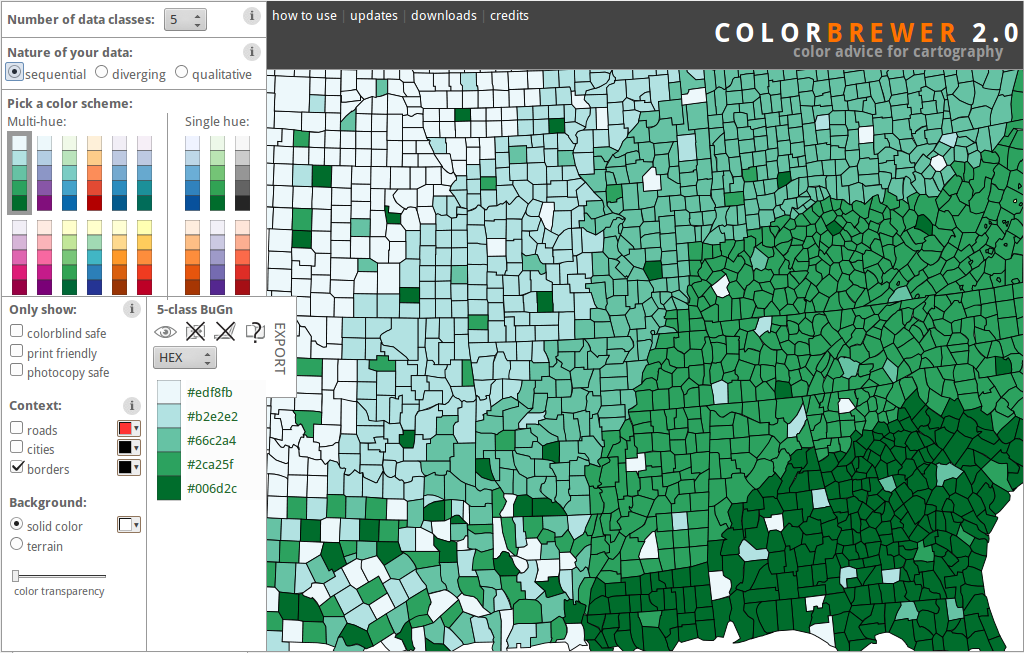 Number of data classes: 5 i
how to use | updates | downloads | credits
COLORBREWER 2.0
color advice for cartography
Nature of your data: i
sequential diverging qualitative
Pick a color scheme:
Multi-hue: Single hue:
Only show: i
colorblind safe
print friendly
photocopy safe
Context: i
roads
cities
borders
Background:
solid color
terrain
color transparency
5-class BuGn
HEX
EXPORT
#edf8fb
#b2e2e2
#66c2a4
#2ca25f
#006d2c